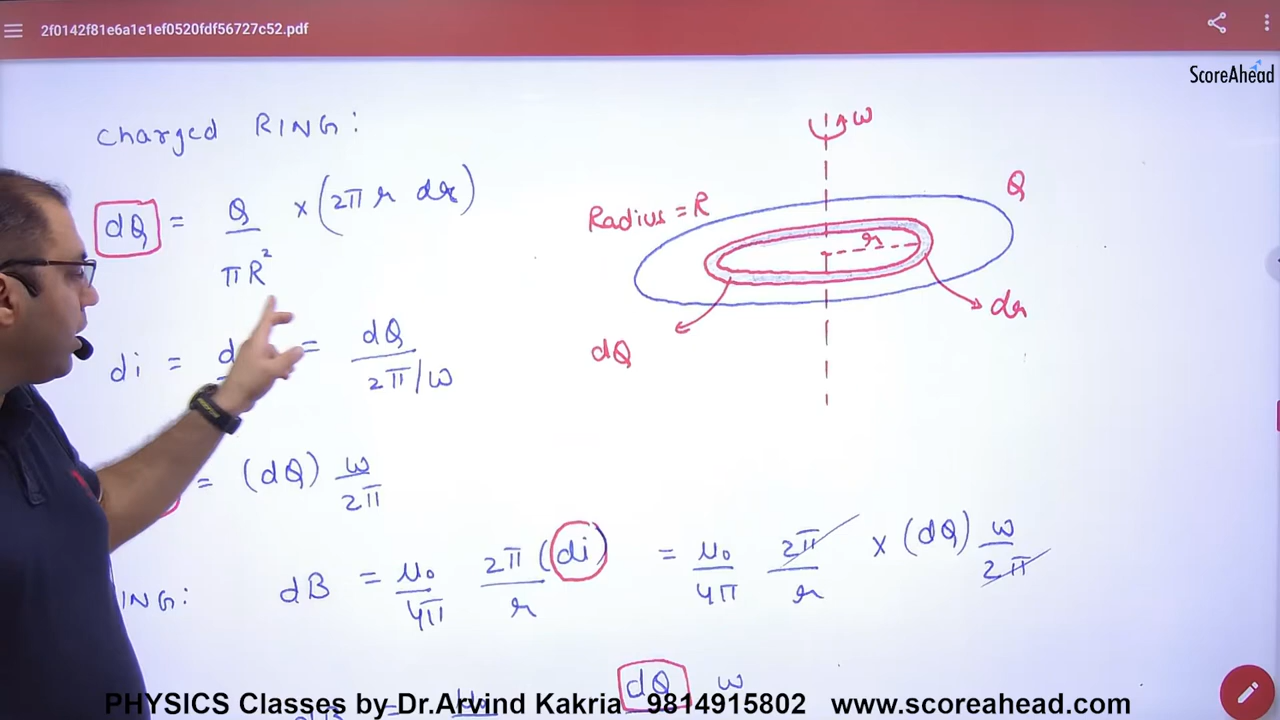 2f0142f81e6a1e1ef0520fdf56727c52.pdf
ScoreAhead
Charged RING:
ω
dQ = Q / πR² × (2π r dr)
Radius = R
Q
r
dr
dQ
di = d = dQ / 2π/ω
= (dQ) ω / 2π
ING: dB = μ₀ / 4π 2π (di) / r = μ₀ / 4π 2π / r × (dQ) ω / 2π
dQ ω
PHYSICS Classes by Dr.Arvind Kakria 9814915802 www.scoreahead.com